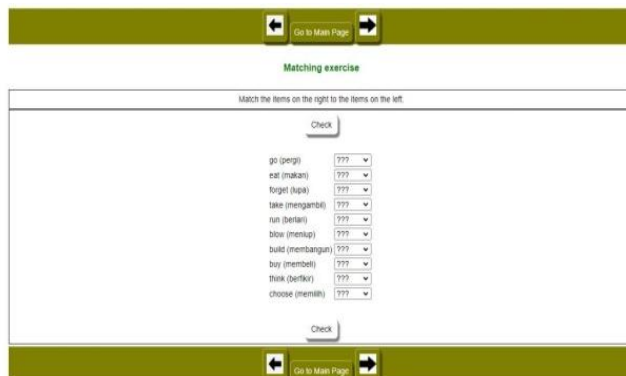 Go to Main Page
Matching exercise
Match the items on the right to the items on the left.
Check
go (pergi) ???
eat (makan) ???
forget (lupa) ???
take (mengambil) ???
run (berlari) ???
blow (meniup) ???
build (membangun) ???
buy (membeli) ???
think (berfikir) ???
choose (memilih) ???
Check
Go to Main Page